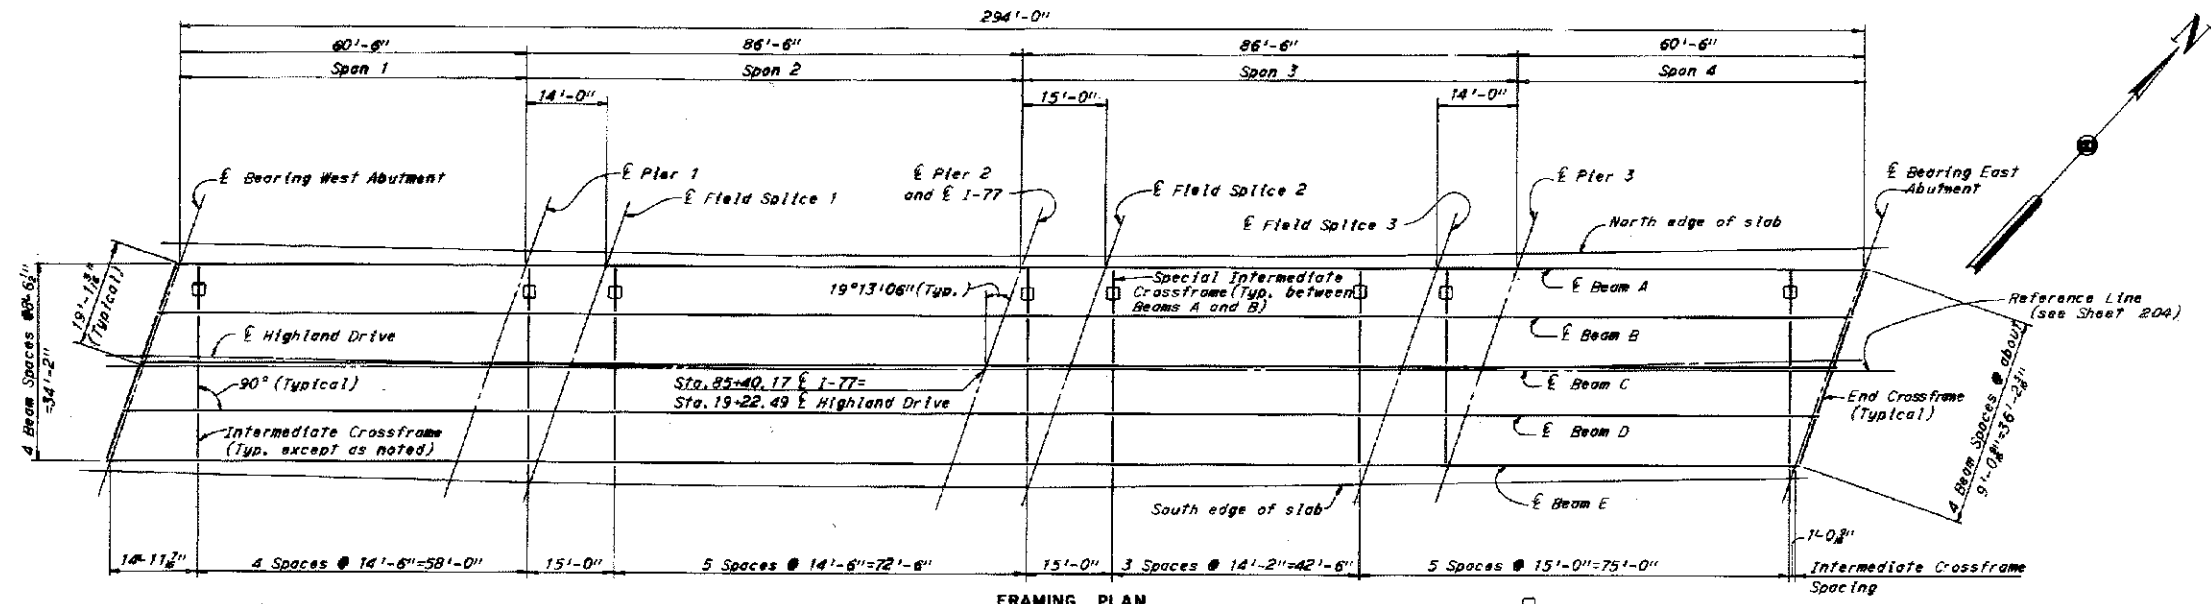 294'-0"
60'-6"
86'-6"
86'-6"
60'-6"
Span 1
Span 2
Span 3
Span 4
14'-0"
15'-0"
14'-0"
N
℄ Bearing West Abutment
℄ Pier 1
℄ Field Splice 1
℄ Pier 2
and ℄ I-77
℄ Field Splice 2
℄ Field Splice 3
℄ Pier 3
North edge of slab
℄ Bearing East
Abutment
(Typical)
4 Beam Spaces @ 8'-6½"
=34'-2"
19°13'06" (Typ.)
Special Intermediate
Crossframe (Typ. between
Beams A and B)
℄ Beam A
℄ Beam B
Reference Line
(see Sheet 204)
℄ Highland Drive
90° (Typical)
Sta. 85+40.17 ℄ I-77=
Sta. 19+22.49 ℄ Highland Drive
℄ Beam C
End Crossframe
(Typical)
℄ Beam D
Intermediate Crossframe
(Typ. except as noted)
4 Beam Spaces @ about
South edge of slab
℄ Beam E
4 Spaces @ 14'-6"=58'-0"
15'-0"
5 Spaces @ 14'-6"=72'-6"
15'-0"
3 Spaces @ 14'-2"=42'-6"
5 Spaces @ 15'-0"=75'-0"
Intermediate Crossframe
Spacing
FRAMING PLAN